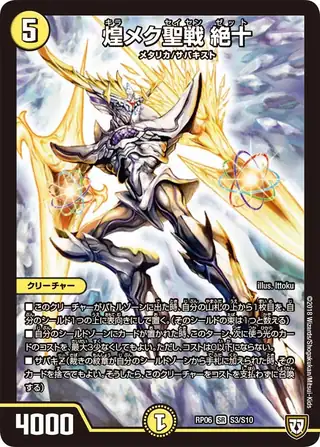 5
キラ セイセン ゼット
煌メク聖戦 絶十
メタリカ/サバキスト
illus. Ittoku
クリーチャー
■このクリーチャーがバトルゾーンに出た時、自分の山札の上から1枚目を、
自分のシールド1つの上に裏向きにして置く。(そのシールドの束は1つと数える)
■自分のシールドゾーンにカードが置かれた時、このターン、次に使う光のカー
ドのコストを、最大3少なくしてもよい。ただし、コストは0以下にならない。
■サバキZ(裁きの紋章が自分のシールドゾーンから手札に加えられた時、その
カードを捨ててもよい。そうしたら、このクリーチャーをコストを支払わずに召喚
する)
4000
1
RP06 SR S3/S10
©2018 Wizards/Shogakukan/Mitsui-Kids